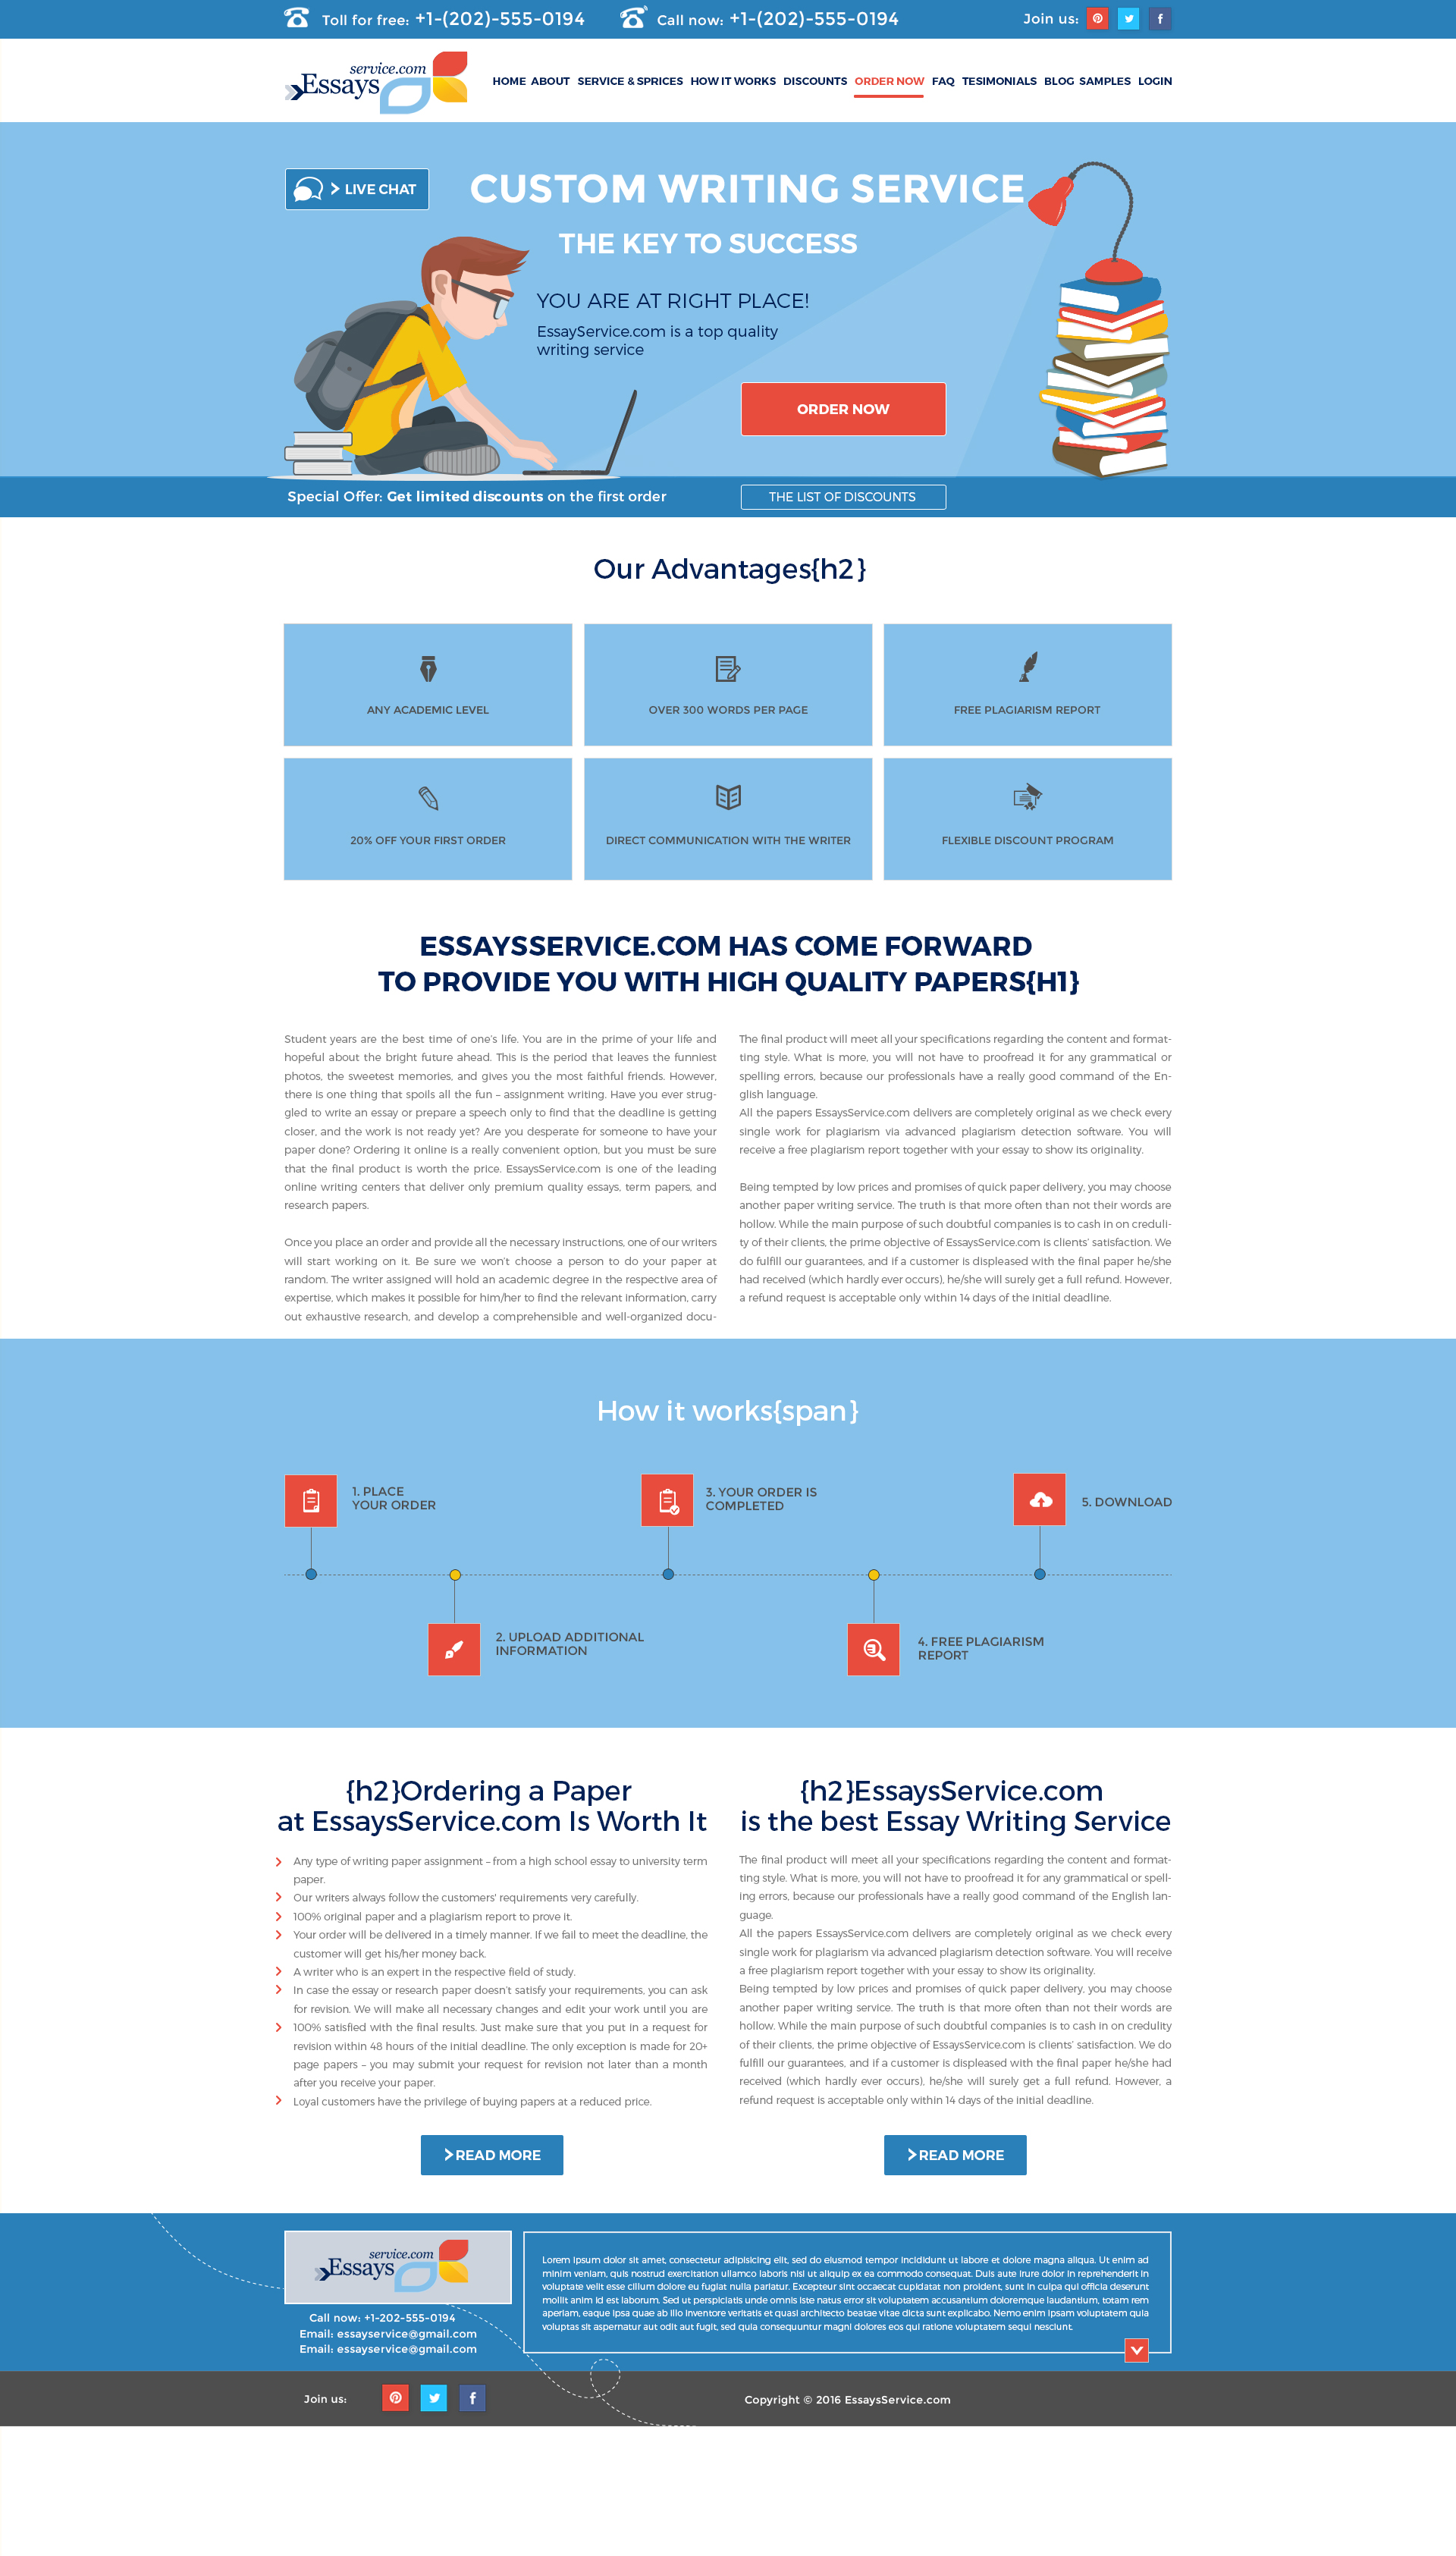 Toll for free: +1-(202)-555-0194
Call now: +1-(202)-555-0194
Join us:
service.com
Essays
HOME ABOUT SERVICE & SPRICES HOW IT WORKS DISCOUNTS ORDER NOW FAQ TESIMONIALS BLOG SAMPLES LOGIN
LIVE CHAT
CUSTOM WRITING SERVICE
THE KEY TO SUCCESS
YOU ARE AT RIGHT PLACE!
EssayService.com is a top quality
writing service
ORDER NOW
Special Offer: Get limited discounts on the first order
THE LIST OF DISCOUNTS
Our Advantages{h2}
ANY ACADEMIC LEVEL
OVER 300 WORDS PER PAGE
FREE PLAGIARISM REPORT
20% OFF YOUR FIRST ORDER
DIRECT COMMUNICATION WITH THE WRITER
FLEXIBLE DISCOUNT PROGRAM
ESSAYSSERVICE.COM HAS COME FORWARD
TO PROVIDE YOU WITH HIGH QUALITY PAPERS{H1}
Student years are the best time of one's life. You are in the prime of your life and
hopeful about the bright future ahead. This is the period that leaves the funniest
photos, the sweetest memories, and gives you the most faithful friends. However,
there is one thing that spoils all the fun – assignment writing. Have you ever strug-
gled to write an essay or prepare a speech only to find that the deadline is getting
closer, and the work is not ready yet? Are you desperate for someone to have your
paper done? Ordering it online is a really convenient option, but you must be sure
that the final product is worth the price. EssaysService.com is one of the leading
online writing centers that deliver only premium quality essays, term papers, and
research papers.
Once you place an order and provide all the necessary instructions, one of our writers
will start working on it. Be sure we won't choose a person to do your paper at
random. The writer assigned will hold an academic degree in the respective area of
expertise, which makes it possible for him/her to find the relevant information, carry
out exhaustive research, and develop a comprehensible and well-organized docu-
The final product will meet all your specifications regarding the content and format-
ting style. What is more, you will not have to proofread it for any grammatical or
spelling errors, because our professionals have a really good command of the En-
glish language.
All the papers EssaysService.com delivers are completely original as we check every
single work for plagiarism via advanced plagiarism detection software. You will
receive a free plagiarism report together with your essay to show its originality.
Being tempted by low prices and promises of quick paper delivery, you may choose
another paper writing service. The truth is that more often than not their words are
hollow. While the main purpose of such doubtful companies is to cash in on creduli-
ty of their clients, the prime objective of EssaysService.com is clients' satisfaction. We
do fulfill our guarantees, and if a customer is displeased with the final paper he/she
had received (which hardly ever occurs), he/she will surely get a full refund. However,
a refund request is acceptable only within 14 days of the initial deadline.
How it works{span}
1. PLACE
YOUR ORDER
3. YOUR ORDER IS
COMPLETED
5. DOWNLOAD
2. UPLOAD ADDITIONAL
INFORMATION
4. FREE PLAGIARISM
REPORT
{h2}Ordering a Paper
at EssaysService.com Is Worth It
Any type of writing paper assignment – from a high school essay to university term
paper.
Our writers always follow the customers' requirements very carefully.
100% original paper and a plagiarism report to prove it.
Your order will be delivered in a timely manner. If we fail to meet the deadline, the
customer will get his/her money back.
A writer who is an expert in the respective field of study.
In case the essay or research paper doesn't satisfy your requirements, you can ask
for revision. We will make all necessary changes and edit your work until you are
100% satisfied with the final results. Just make sure that you put in a request for
revision within 48 hours of the initial deadline. The only exception is made for 20+
page papers – you may submit your request for revision not later than a month
after you receive your paper.
Loyal customers have the privilege of buying papers at a reduced price.
READ MORE
{h2}EssaysService.com
is the best Essay Writing Service
The final product will meet all your specifications regarding the content and format-
ting style. What is more, you will not have to proofread it for any grammatical or spell-
ing errors, because our professionals have a really good command of the English lan-
guage.
All the papers EssaysService.com delivers are completely original as we check every
single work for plagiarism via advanced plagiarism detection software. You will receive
a free plagiarism report together with your essay to show its originality.
Being tempted by low prices and promises of quick paper delivery, you may choose
another paper writing service. The truth is that more often than not their words are
hollow. While the main purpose of such doubtful companies is to cash in on credulity
of their clients, the prime objective of EssaysService.com is clients' satisfaction. We do
fulfill our guarantees, and if a customer is displeased with the final paper he/she had
received (which hardly ever occurs), he/she will surely get a full refund. However, a
refund request is acceptable only within 14 days of the initial deadline.
READ MORE
service.com
Essays
Call now: +1-202-555-0194
Email: essayservice@gmail.com
Email: essayservice@gmail.com
Lorem ipsum dolor sit amet, consectetur adipisicing elit, sed do eiusmod tempor incididunt ut labore et dolore magna aliqua. Ut enim ad
minim veniam, quis nostrud exercitation ullamco laboris nisi ut aliquip ex ea commodo consequat. Duis aute irure dolor in reprehenderit in
voluptate velit esse cillum dolore eu fugiat nulla pariatur. Excepteur sint occaecat cupidatat non proident, sunt in culpa qui officia deserunt
mollit anim id est laborum. Sed ut perspiciatis unde omnis iste natus error sit voluptatem accusantium doloremque laudantium, totam rem
aperiam, eaque ipsa quae ab illo inventore veritatis et quasi architecto beatae vitae dicta sunt explicabo. Nemo enim ipsam voluptatem quia
voluptas sit aspernatur aut odit aut fugit, sed quia consequuntur magni dolores eos qui ratione voluptatem sequi nesciunt.
Join us:
Copyright © 2016 EssaysService.com